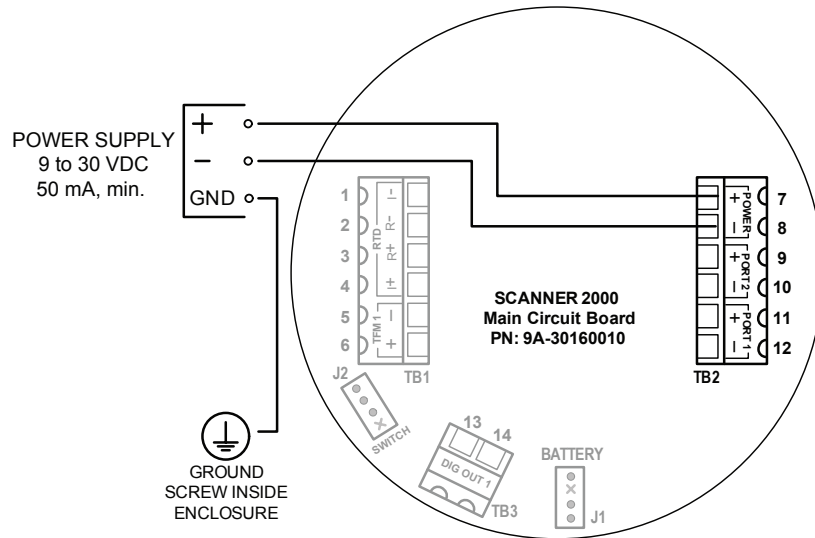 POWER SUPPLY
9 to 30 VDC
50 mA, min.
+
−
GND
GROUND
SCREW INSIDE
ENCLOSURE
1
2
3
4
5
6
I-
R-
R+
I+
RTD
−
+
TFM 1
TB1
SCANNER 2000
Main Circuit Board
PN: 9A-30160010
+
−
POWER
+
−
PORT 2
+
−
PORT 1
7
8
9
10
11
12
TB2
J2
X
SWITCH
13 14
DIG OUT 1
TB3
BATTERY
X
J1